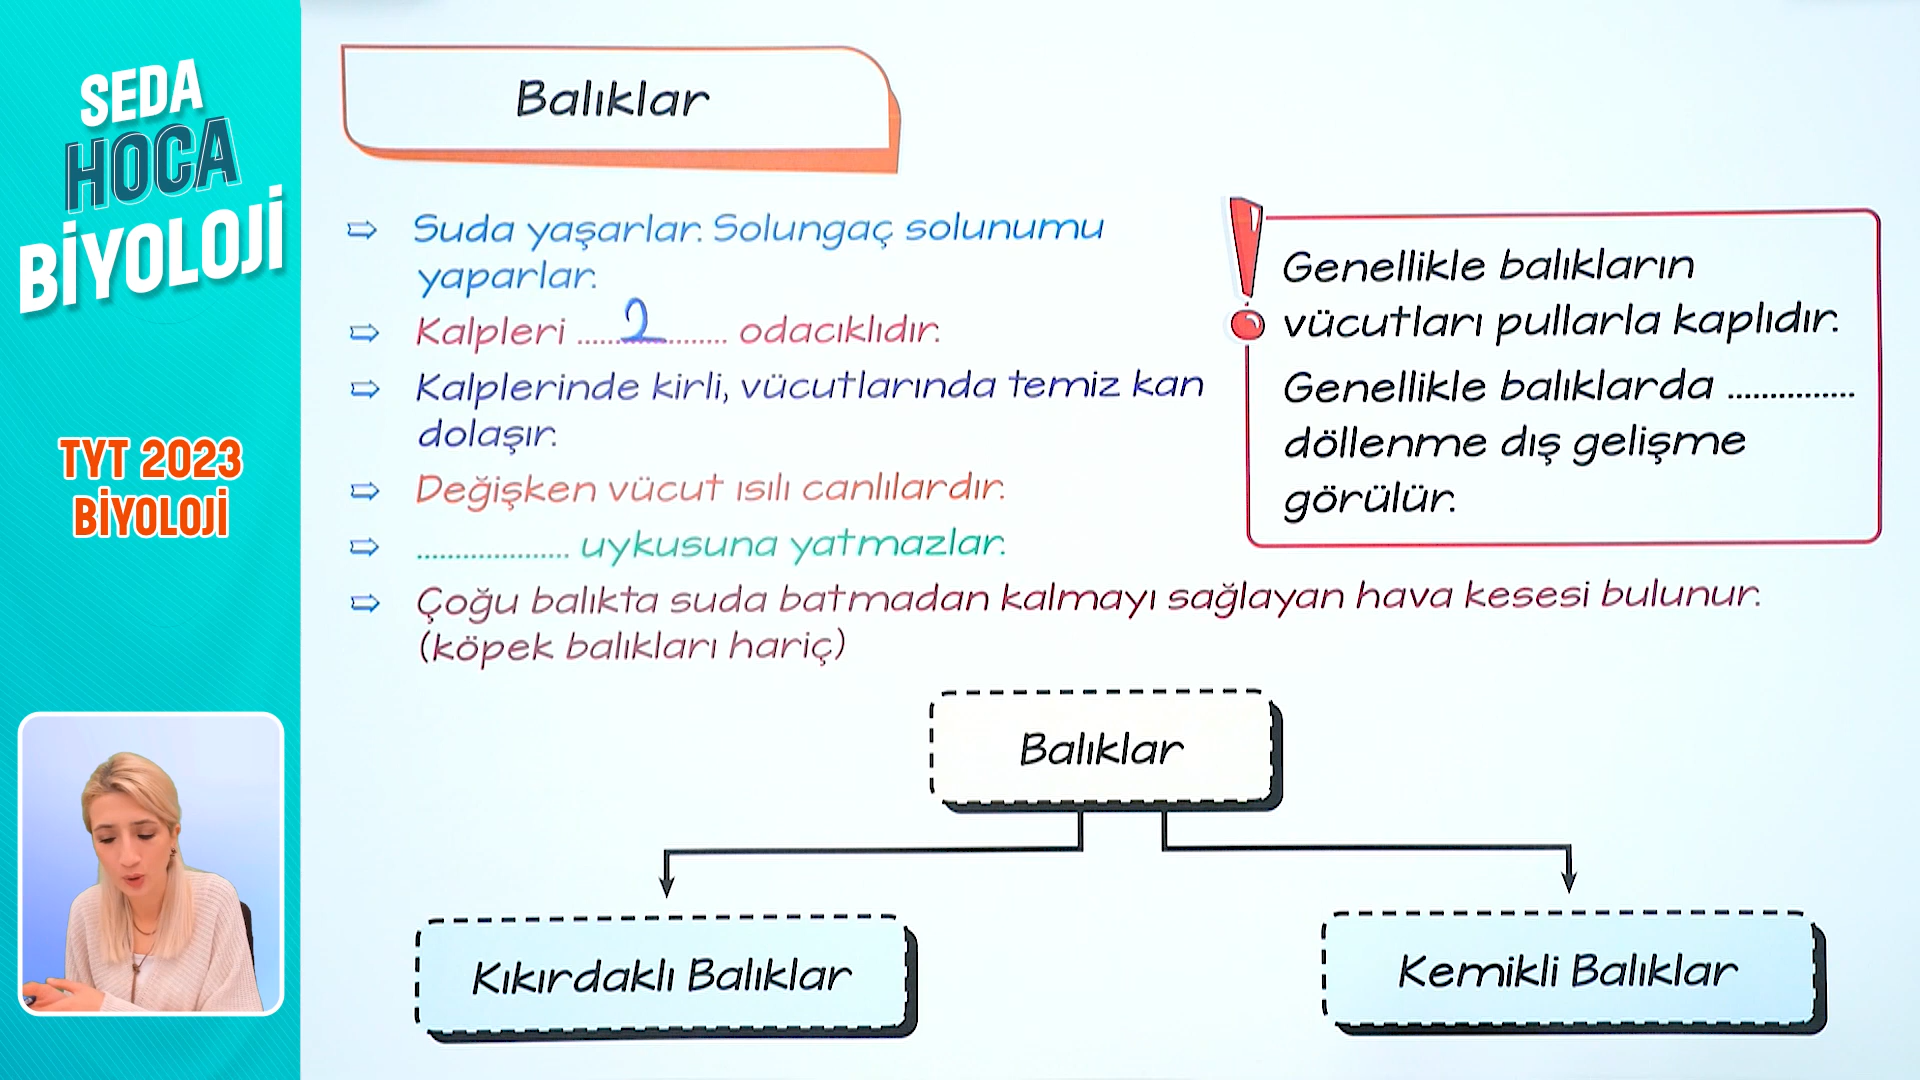 SEDA
HOCA
BİYOLOJİ
TYT 2023
BİYOLOJİ
Balıklar
⇨ Suda yaşarlar. Solungaç solunumu
yaparlar.
⇨ Kalpleri ........2........ odacıklıdır.
⇨ Kalplerinde kirli, vücutlarında temiz kan
dolaşır.
⇨ Değişken vücut ısılı canlılardır.
⇨ .................... uykusuna yatmazlar.
⇨ Çoğu balıkta suda batmadan kalmayı sağlayan hava kesesi bulunur.
(köpek balıkları hariç)
Genellikle balıkların
vücutları pullarla kaplıdır.
Genellikle balıklarda ................
döllenme dış gelişme
görülür.
Balıklar
Kıkırdaklı Balıklar
Kemikli Balıklar